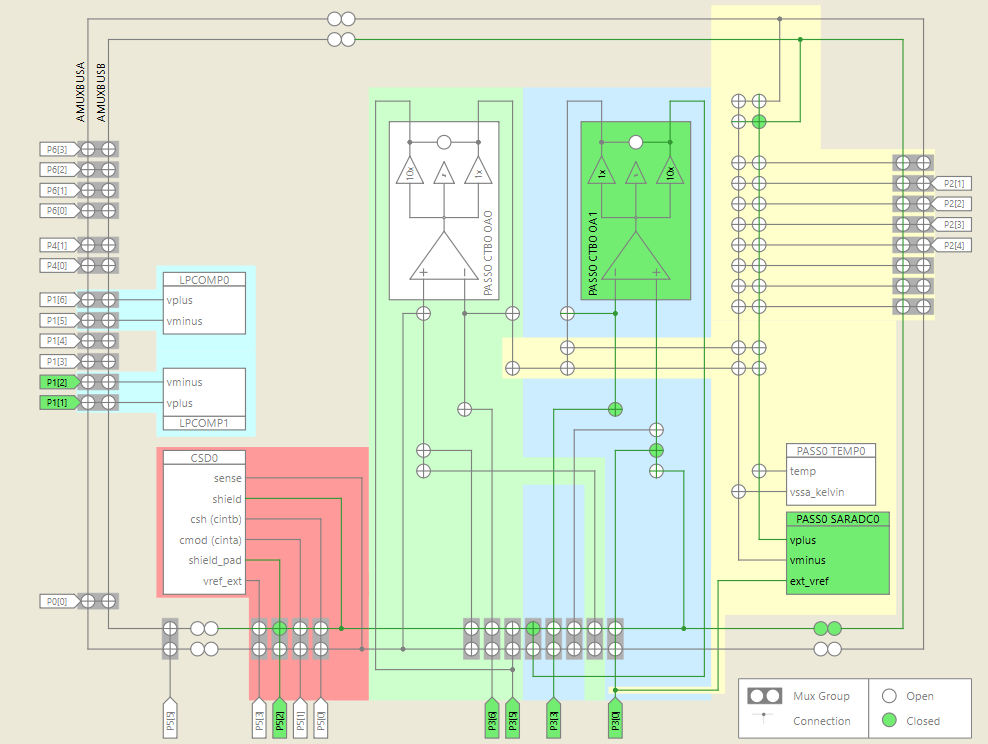 AMUXBUSA
AMUXBUSB
P6[3]
P6[2]
P6[1]
P6[0]
P4[1]
P4[0]
P1[6]
P1[5]
P1[4]
P1[3]
P1[2]
P1[1]
P0[0]
LPCOMP0
vplus
vminus
vminus
vplus
LPCOMP1
CSD0
sense
shield
csh (cintb)
cmod (cinta)
shield_pad
vref_ext
10x
1x
+
−
PASS0 CTB0 OA0
PASS0 CTB0 OA1
1x
10x
−
+
P2[1]
P2[2]
P2[3]
P2[4]
PASS0 TEMP0
temp
vssa_kelvin
PASS0 SARADC0
vplus
vminus
ext_vref
P5[5]
P5[3]
P5[2]
P5[1]
P5[0]
P3[6]
P3[5]
P3[3]
P3[0]
Mux Group
Open
Connection
Closed